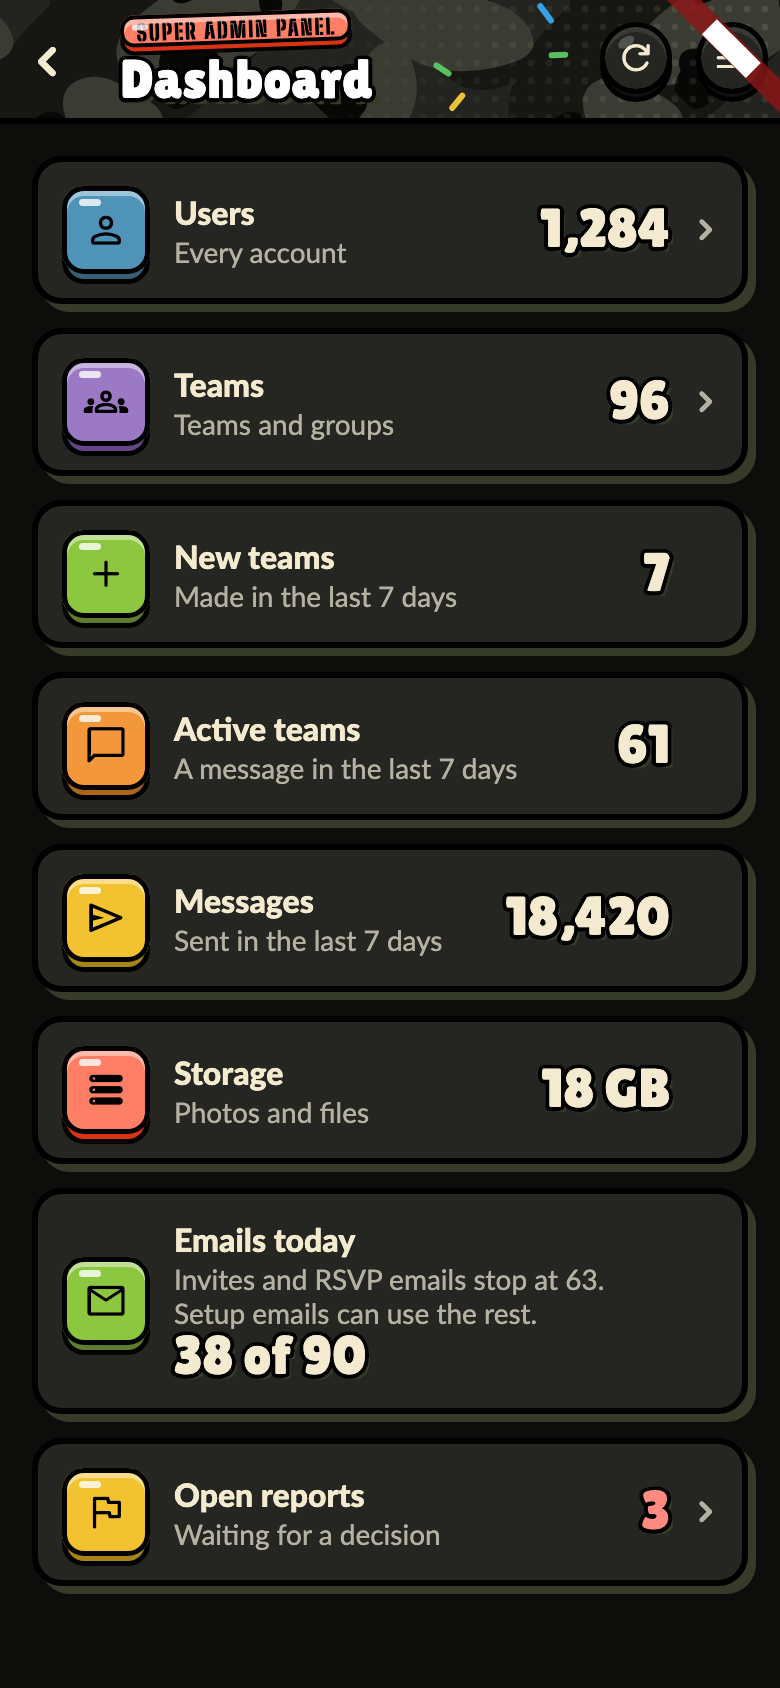 SUPER ADMIN PANEL
Dashboard
Users
Every account
1,284
Teams
Teams and groups
96
New teams
Made in the last 7 days
7
Active teams
A message in the last 7 days
61
Messages
Sent in the last 7 days
18,420
Storage
Photos and files
18 GB
Emails today
Invites and RSVP emails stop at 63.
Setup emails can use the rest.
38 of 90
Open reports
Waiting for a decision
3